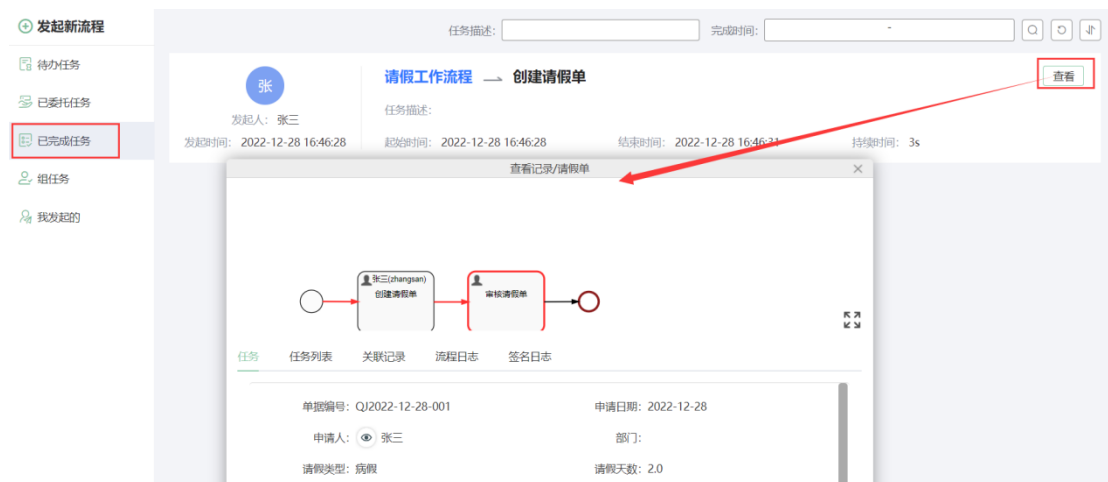 发起新流程
任务描述：
完成时间：
-
待办任务
已委托任务
已完成任务
组任务
我发起的
张
发起人： 张三
发起时间： 2022-12-28 16:46:28
请假工作流程 创建请假单
查看
任务描述：
起始时间： 2022-12-28 16:46:28 结束时间： 2022-12-28 16:46:31 持续时间： 3s
查看记录/请假单
张三(zhangsan)
创建请假单
审核请假单
任务 任务列表 关联记录 流程日志 签名日志
单据编号： QJ2022-12-28-001 申请日期： 2022-12-28
申请人： 张三 部门：
请假类型： 病假 请假天数： 2.0